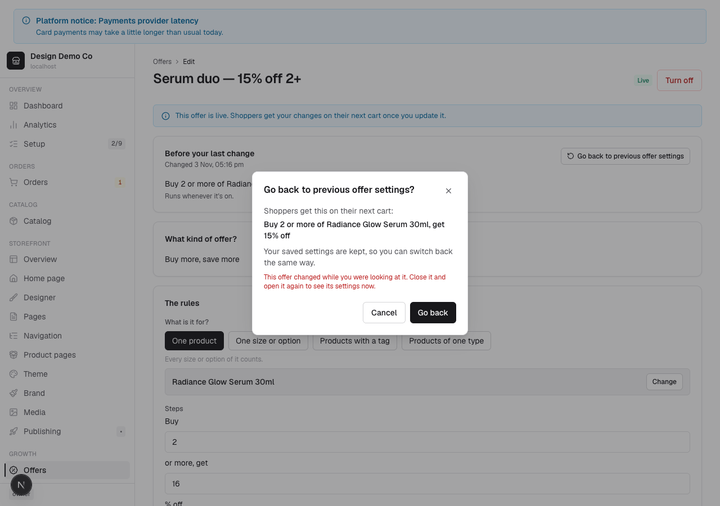 Platform notice: Payments provider latency
Card payments may take a little longer than usual today.
Design Demo Co
localhost
OVERVIEW
Dashboard
Analytics
Setup 2/9
ORDERS
Orders 1
CATALOG
Catalog
STOREFRONT
Overview
Home page
Designer
Pages
Navigation
Product pages
Theme
Brand
Media
Publishing
GROWTH
Offers
N
Offers › Edit
Serum duo — 15% off 2+
Live
Turn off
This offer is live. Shoppers get your changes on their next cart once you update it.
Before your last change
Changed 3 Nov, 05:16 pm
Go back to previous offer settings
Buy 2 or more of Radian
Runs whenever it's on.
What kind of offer?
Buy more, save more
The rules
What is it for?
One product
One size or option
Products with a tag
Products of one type
Every size or option of it counts.
Radiance Glow Serum 30ml
Change
Steps
Buy
2
or more, get
16
% off
Go back to previous offer settings?
Shoppers get this on their next cart:
Buy 2 or more of Radiance Glow Serum 30ml, get
15% off
Your saved settings are kept, so you can switch back
the same way.
This offer changed while you were looking at it. Close it and
open it again to see its settings now.
Cancel
Go back